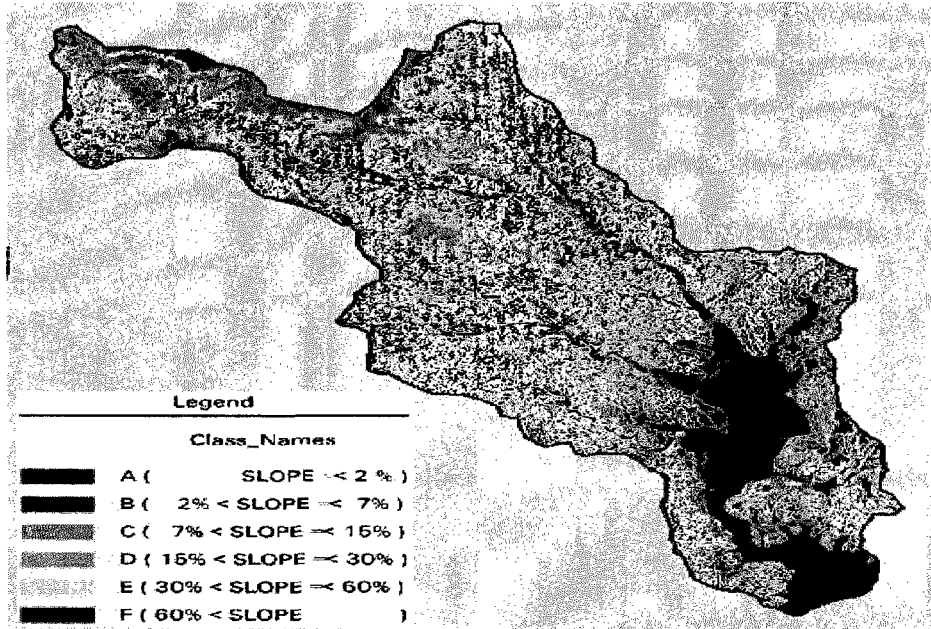 Legend
Class_Names
A ( SLOPE < 2 % )
B ( 2% < SLOPE =< 7% )
C ( 7% < SLOPE =< 15% )
D ( 15% < SLOPE =< 30% )
E ( 30% < SLOPE =< 60% )
F ( 60% < SLOPE )